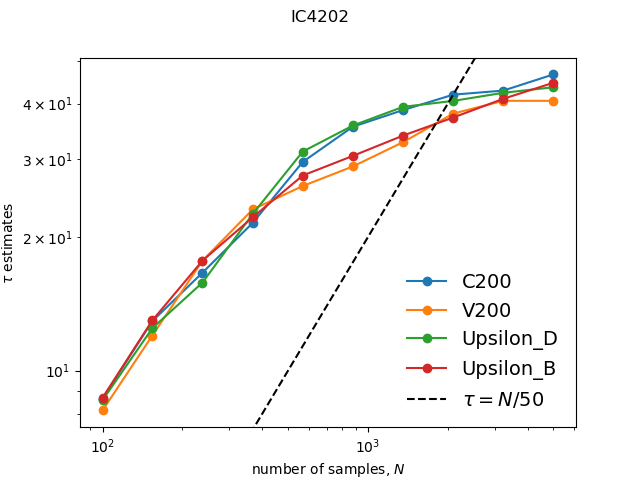 IC4202
τ estimates
4 × 10¹
3 × 10¹
2 × 10¹
10¹
10²
10³
number of samples, N
C200
V200
Upsilon_D
Upsilon_B
τ = N/50